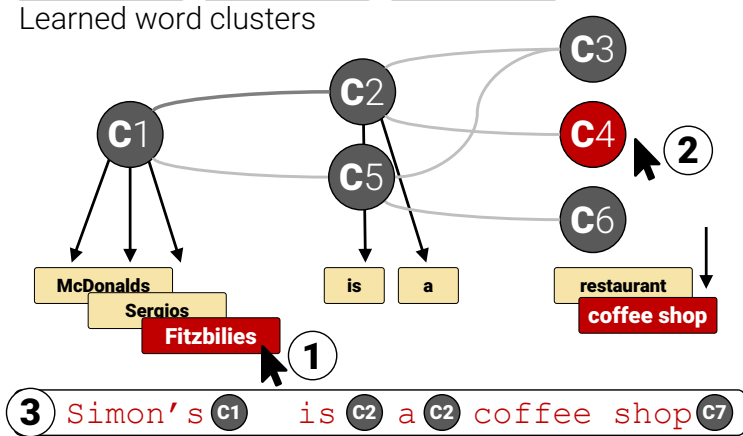 Learned word clusters
C3
C2
C1
C4
2
C5
C6
McDonalds
is
a
restaurant
Sergios
coffee shop
Fitzbilies
1
3 Simon's C1 is C2 a C2 coffee shop C7